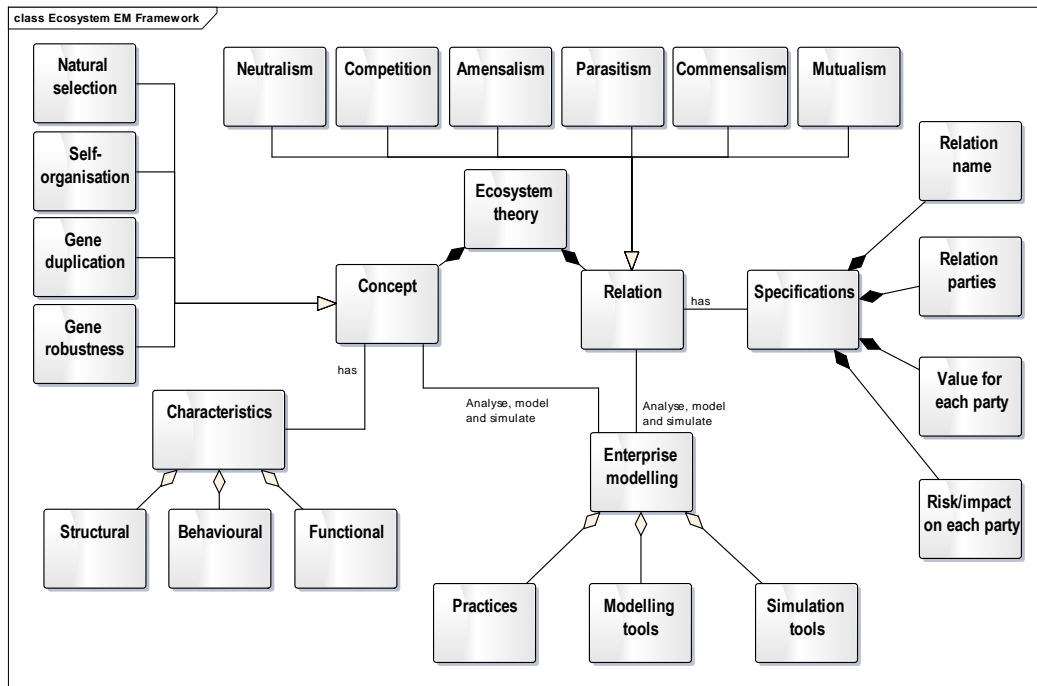 class Ecosystem EM Framework
Natural
selection
Neutralism
Competition
Amensalism
Parasitism
Commensalism
Mutualism
Self-
organisation
Ecosystem
theory
Relation
name
Gene
duplication
Concept
Relation
has
Specifications
Relation
parties
Gene
robustness
has
Analyse, model
and simulate
Analyse, model
and simulate
Value for
each party
Characteristics
Enterprise
modelling
Structural
Behavioural
Functional
Risk/impact
on each party
Practices
Modelling
tools
Simulation
tools